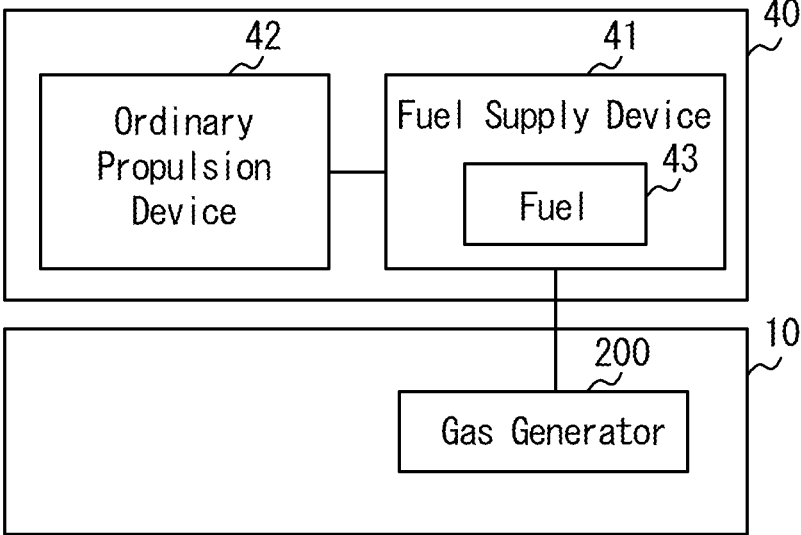 40
42
41
Ordinary
Propulsion
Device
Fuel Supply Device
43
Fuel
10
200
Gas Generator